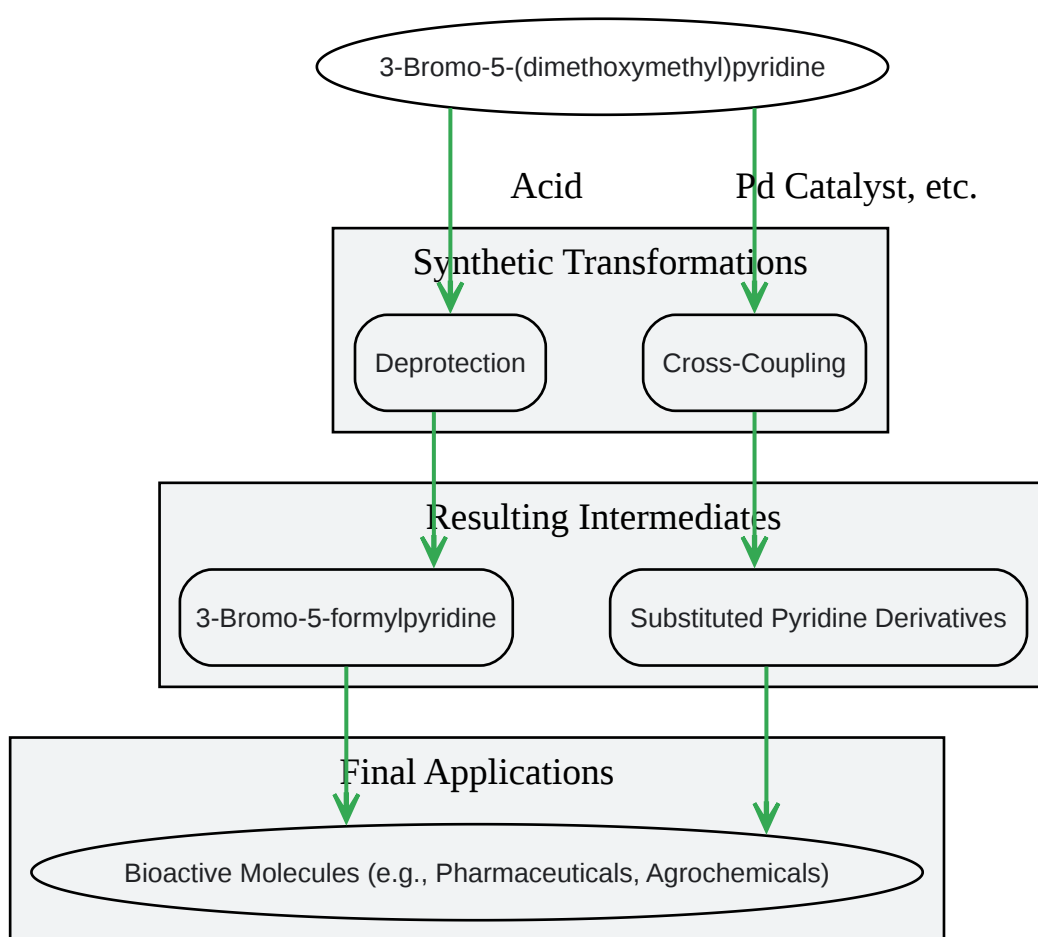 3-Bromo-5-(dimethoxymethyl)pyridine
Acid
Pd Catalyst, etc.
Synthetic Transformations
Deprotection
Cross-Coupling
Resulting Intermediates
3-Bromo-5-formylpyridine
Substituted Pyridine Derivatives
Final Applications
Bioactive Molecules (e.g., Pharmaceuticals, Agrochemicals)